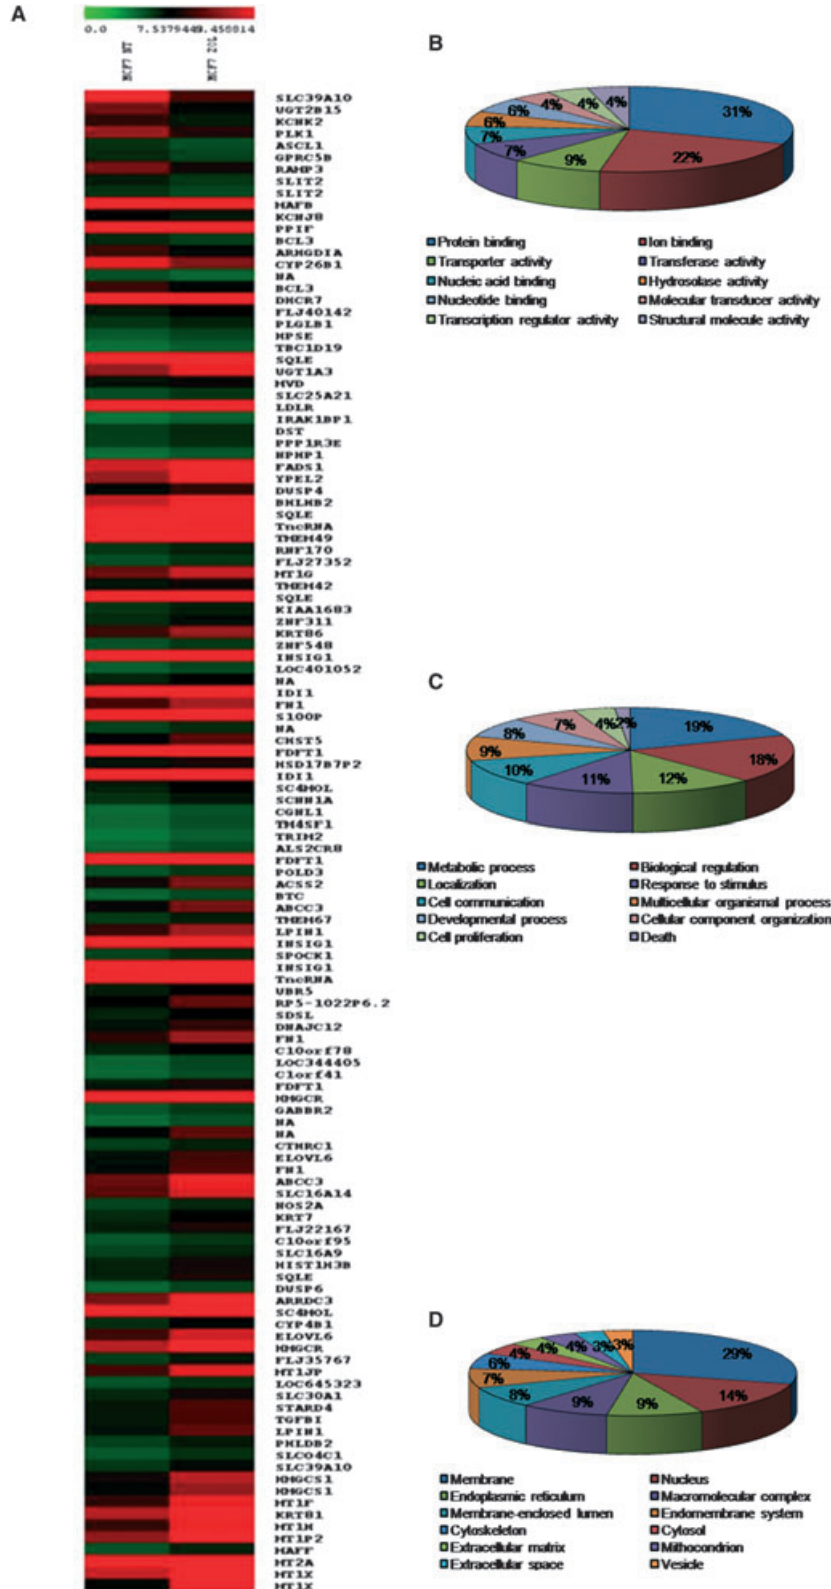 A
0.0 7.537944 9.458814
MCF7 NT
MCF7 ZOL
SLC39A10
UGT2B15
KCNK2
PLK1
ASCL1
GPRC5B
RAMP3
SLIT2
SLIT2
MAFB
KCNJ8
PPIF
BCL3
ARHGDIA
CYP26B1
NA
BCL3
DHCR7
FLJ40142
PLGLB1
HPSE
TBC1D19
SQLE
UGT1A3
MVD
SLC25A21
LDLR
IRAK1BP1
DST
PPP1R3E
NPHP1
FADS1
YPEL2
DUSP4
BHLHB2
SQLE
TncRNA
TMEM49
RNF170
FLJ27352
MT1G
TMEM42
SQLE
KIAA1683
ZNF311
KRT86
ZNF548
INSIG1
LOC401052
NA
IDI1
FN1
S100P
NA
CHST5
FDFT1
HSD17B7P2
IDI1
SC4MOL
SCNN1A
CGNL1
TM4SF1
TRIM2
ALS2CR8
FDFT1
POLD3
ACSS2
BTC
ABCC3
TMEM67
LPIN1
INSIG1
SPOCK1
INSIG1
TncRNA
UBR5
RP5-1022P6.2
SDSL
DNAJC12
FN1
C10orf78
LOC344405
C1orf41
FDFT1
HMGCR
GABBR2
NA
NA
CTHRC1
ELOVL6
FN1
ABCC3
SLC16A14
NOS2A
KRT7
FLJ22167
C10orf95
SLC16A9
HIST1H3B
SQLE
DUSP6
ARRDC3
SC4MOL
CYP4B1
ELOVL6
HMGCR
FLJ35767
MT1JP
LOC645323
SLC30A1
STARD4
TGFBI
LPIN1
PHLDB2
SLCO4C1
SLC39A10
HMGCS1
HMGCS1
MT1F
KRT81
MT1M
MT1P2
MAFF
MT2A
MT1X
MT1X
B
31%
22%
9%
7%
7%
6%
6%
4%
4%
4%
Protein binding
Ion binding
Transporter activity
Transferase activity
Nucleic acid binding
Hydrosolase activity
Nucleotide binding
Molecular transducer activity
Transcription regulator activity
Structural molecule activity
C
19%
18%
12%
11%
10%
9%
8%
7%
4%
2%
Metabolic process
Biological regulation
Localization
Response to stimulus
Cell communication
Multicellular organismal process
Developmental process
Cellular component organization
Cell proliferation
Death
D
29%
14%
9%
9%
8%
7%
6%
4%
4%
4%
3%
3%
Membrane
Nucleus
Endoplasmic reticulum
Macromolecular complex
Membrane-enclosed lumen
Endomembrane system
Cytoskeleton
Cytosol
Extracellular matrix
Mithocondrion
Extracellular space
Vesicle